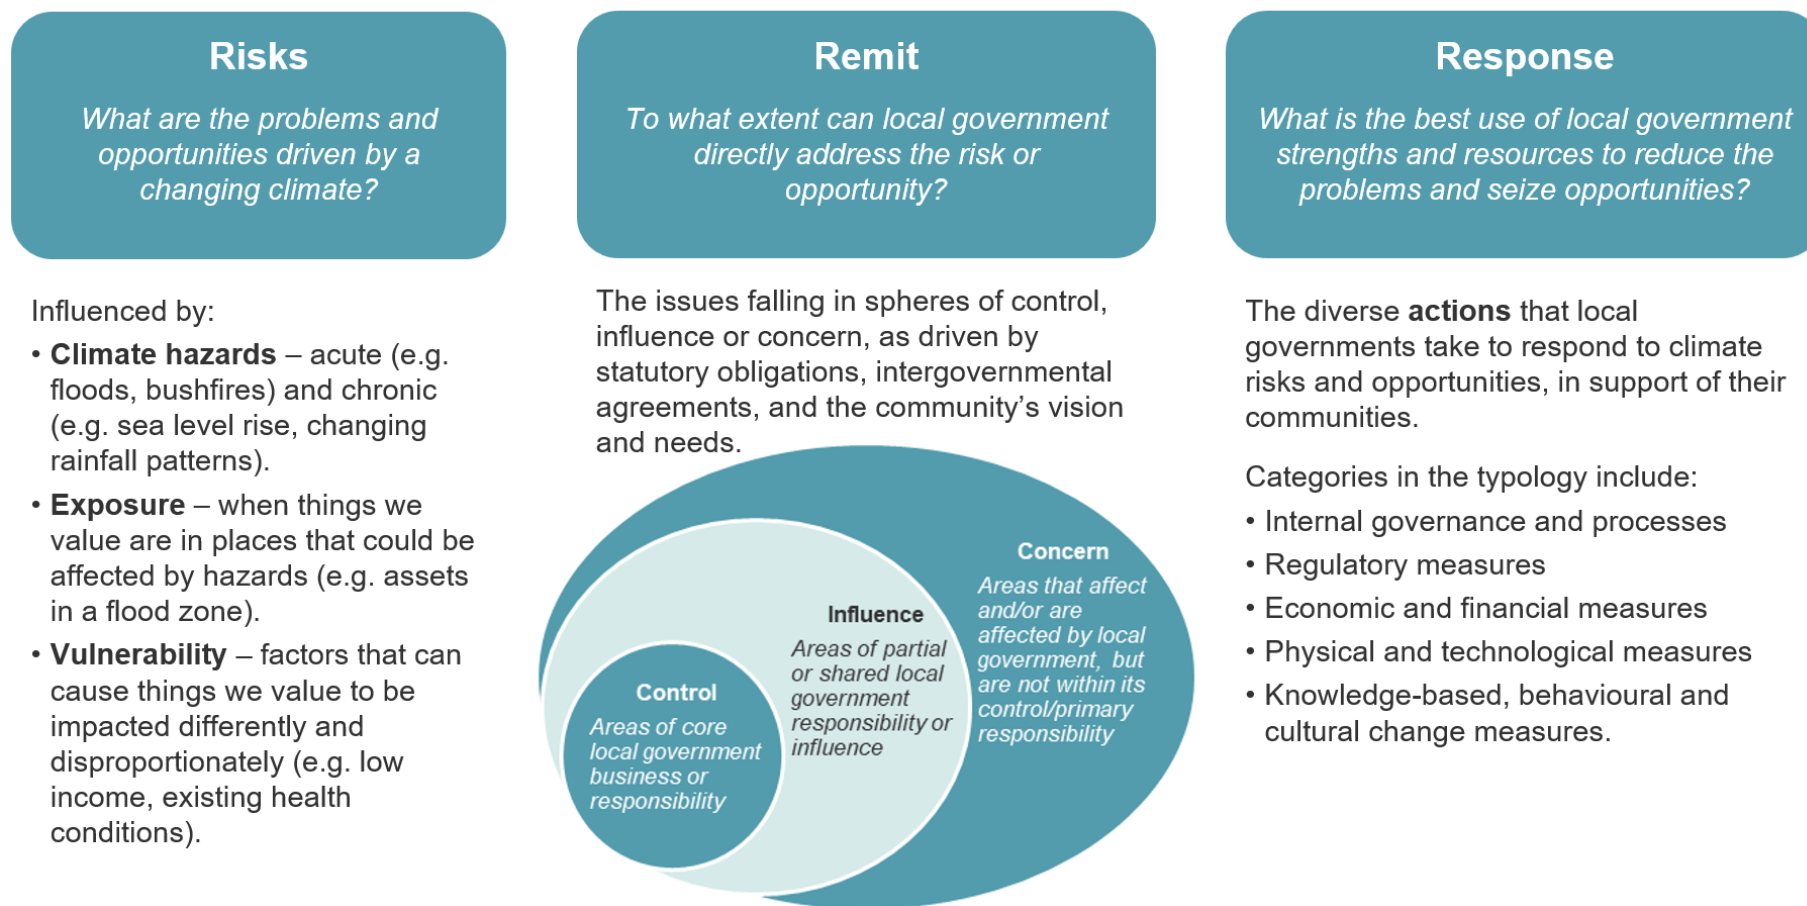 Risks
What are the problems and
opportunities driven by a
changing climate?
Influenced by:
• Climate hazards – acute (e.g.
floods, bushfires) and chronic
(e.g. sea level rise, changing
rainfall patterns).
• Exposure – when things we
value are in places that could be
affected by hazards (e.g. assets
in a flood zone).
• Vulnerability – factors that can
cause things we value to be
impacted differently and
disproportionately (e.g. low
income, existing health
conditions).
Remit
To what extent can local government
directly address the risk or
opportunity?
The issues falling in spheres of control,
influence or concern, as driven by
statutory obligations, intergovernmental
agreements, and the community’s vision
and needs.
Control
Areas of core
local government
business or
responsibility
Influence
Areas of partial
or shared local
government
responsibility or
influence
Concern
Areas that affect
and/or are
affected by local
government, but
are not within its
control/primary
responsibility
Response
What is the best use of local government
strengths and resources to reduce the
problems and seize opportunities?
The diverse actions that local
governments take to respond to climate
risks and opportunities, in support of their
communities.
Categories in the typology include:
• Internal governance and processes
• Regulatory measures
• Economic and financial measures
• Physical and technological measures
• Knowledge-based, behavioural and
cultural change measures.